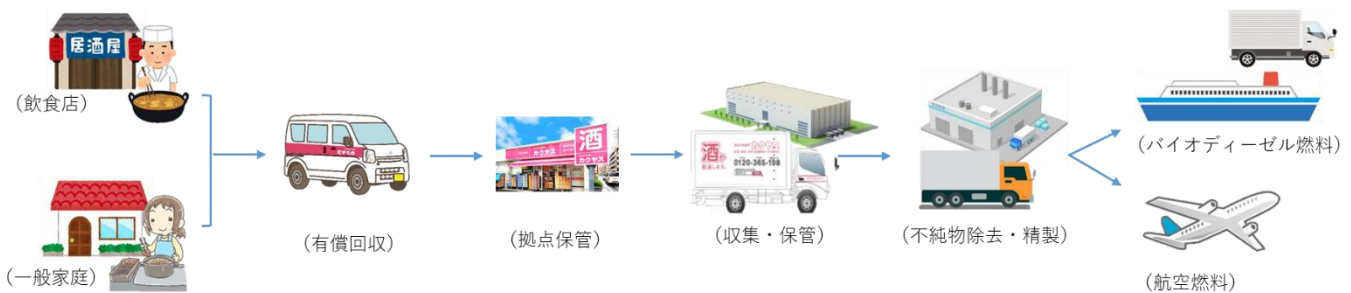 居酒屋
(飲食店)
(一般家庭)
(有償回収)
酒
カクヤス
(拠点保管)
酒
0120-365-198
(収集・保管)
(不純物除去・精製)
(バイオディーゼル燃料)
(航空燃料)